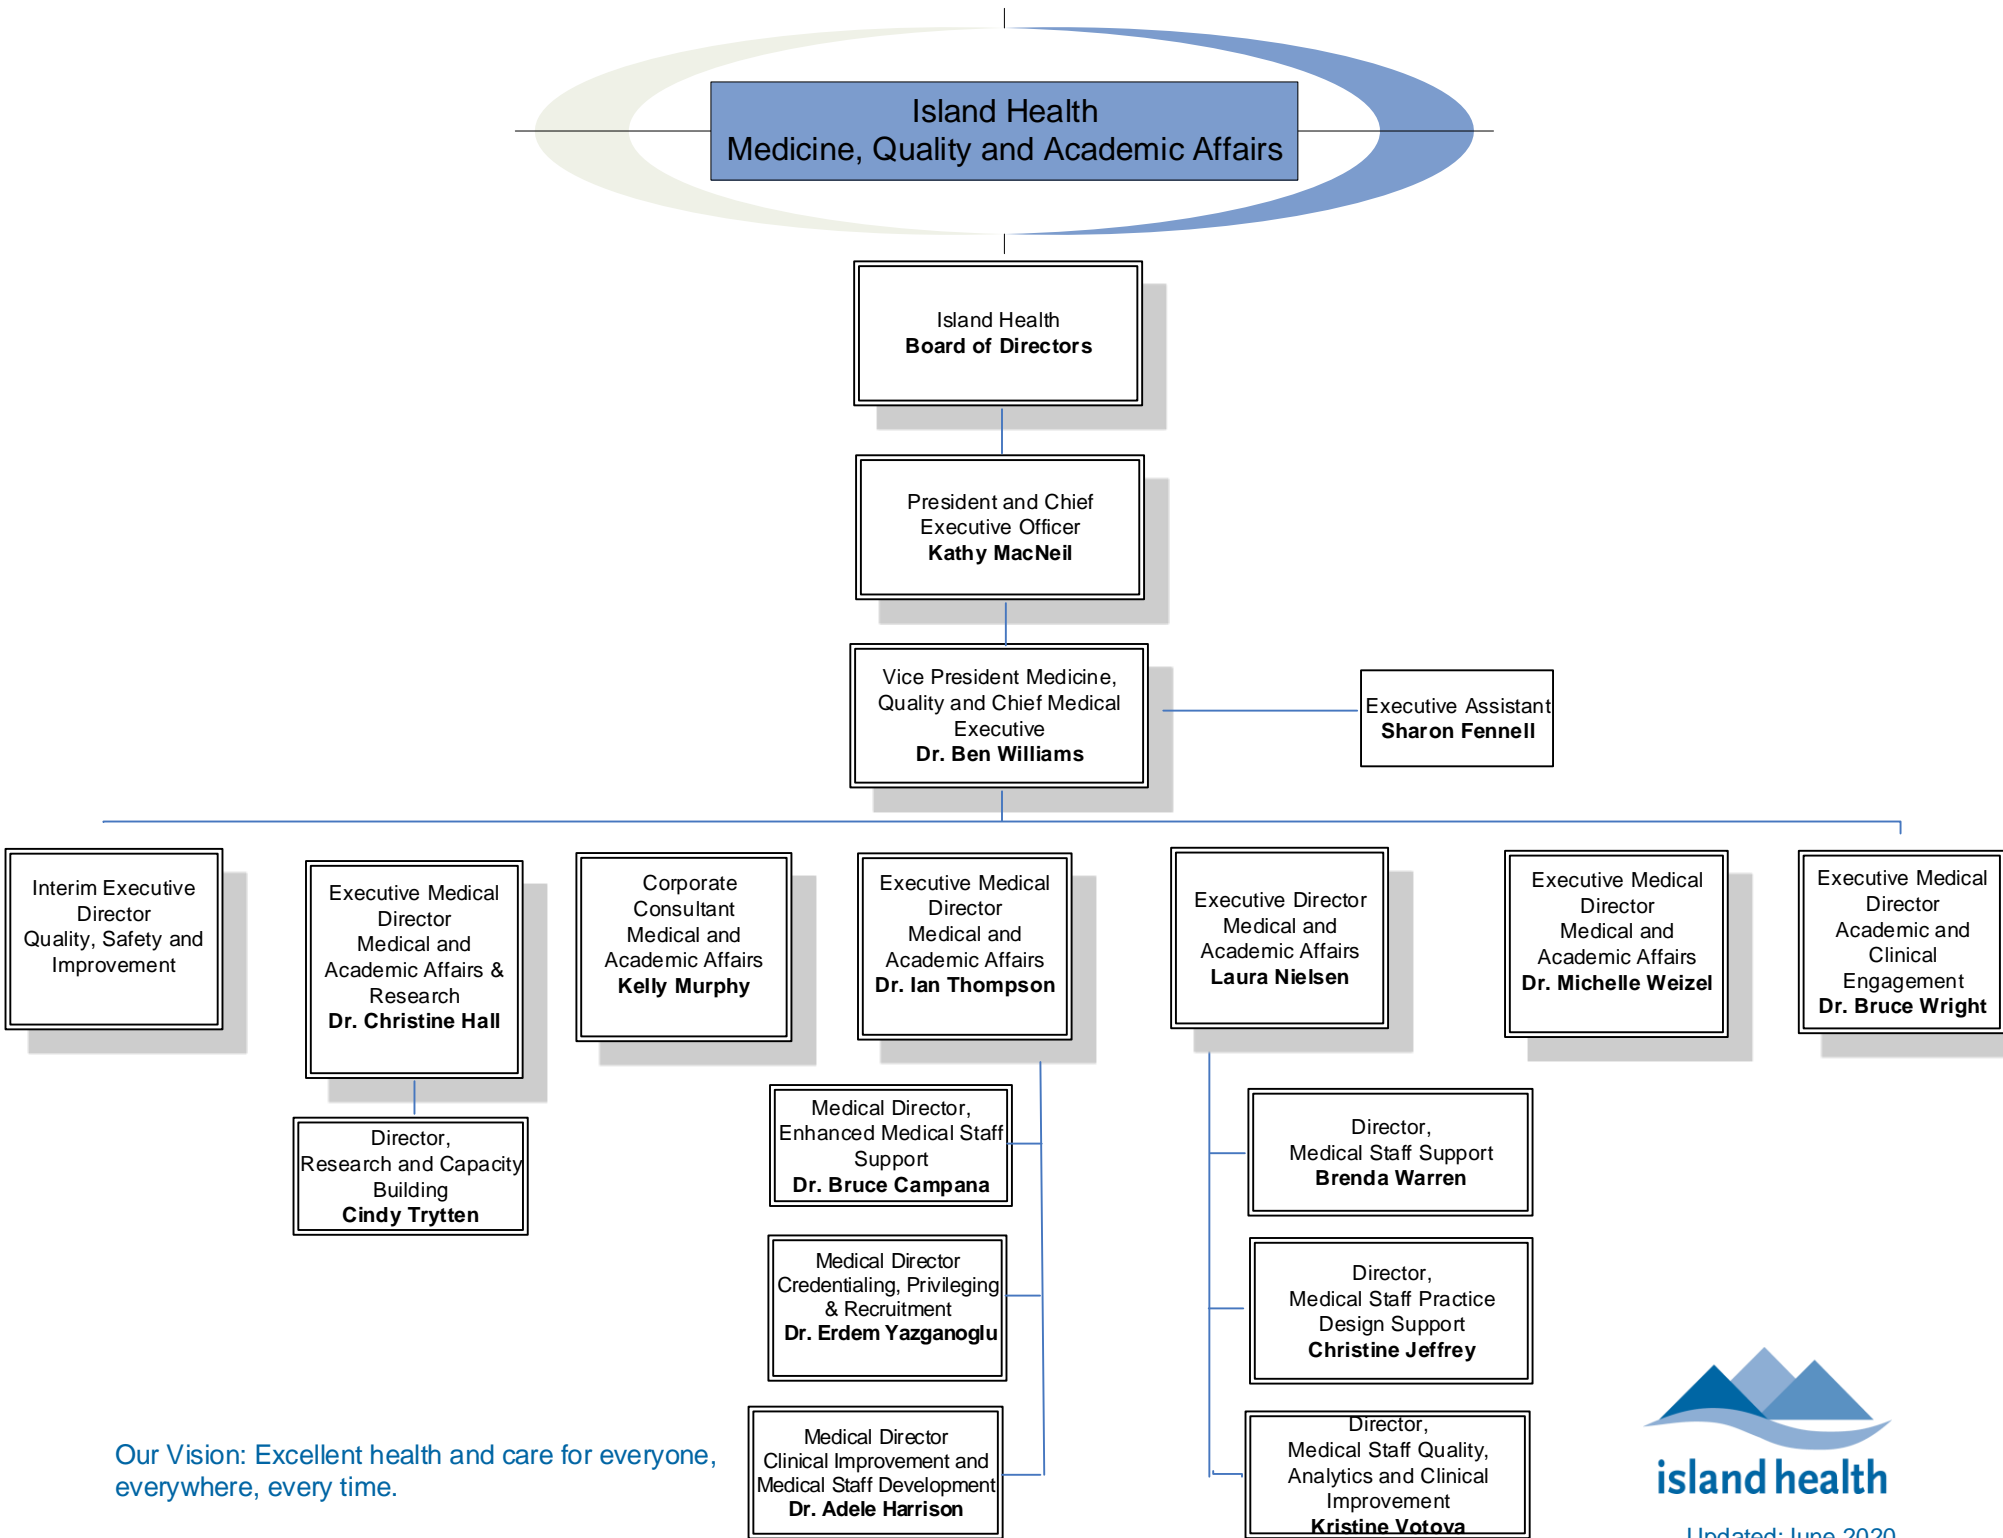 Island Health
Medicine, Quality and Academic Affairs
Island Health
Board of Directors
President and Chief
Executive Officer
Kathy MacNeil
Vice President Medicine,
Quality and Chief Medical
Executive
Dr. Ben Williams
Executive Assistant
Sharon Fennell
Interim Executive
Director
Quality, Safety and
Improvement
Executive Medical
Director
Medical and
Academic Affairs &
Research
Dr. Christine Hall
Corporate
Consultant
Medical and
Academic Affairs
Kelly Murphy
Executive Medical
Director
Medical and
Academic Affairs
Dr. Ian Thompson
Executive Director
Medical and
Academic Affairs
Laura Nielsen
Executive Medical
Director
Medical and
Academic Affairs
Dr. Michelle Weizel
Executive Medical
Director
Academic and
Clinical
Engagement
Dr. Bruce Wright
Director,
Research and Capacity
Building
Cindy Trytten
Medical Director,
Enhanced Medical Staff
Support
Dr. Bruce Campana
Medical Director
Credentialing, Privileging
& Recruitment
Dr. Erdem Yazganoglu
Medical Director
Clinical Improvement and
Medical Staff Development
Dr. Adele Harrison
Director,
Medical Staff Support
Brenda Warren
Director,
Medical Staff Practice
Design Support
Christine Jeffrey
Director,
Medical Staff Quality,
Analytics and Clinical
Improvement
Kristine Votova
Our Vision: Excellent health and care for everyone,
everywhere, every time.
island health
Updated: June 2020